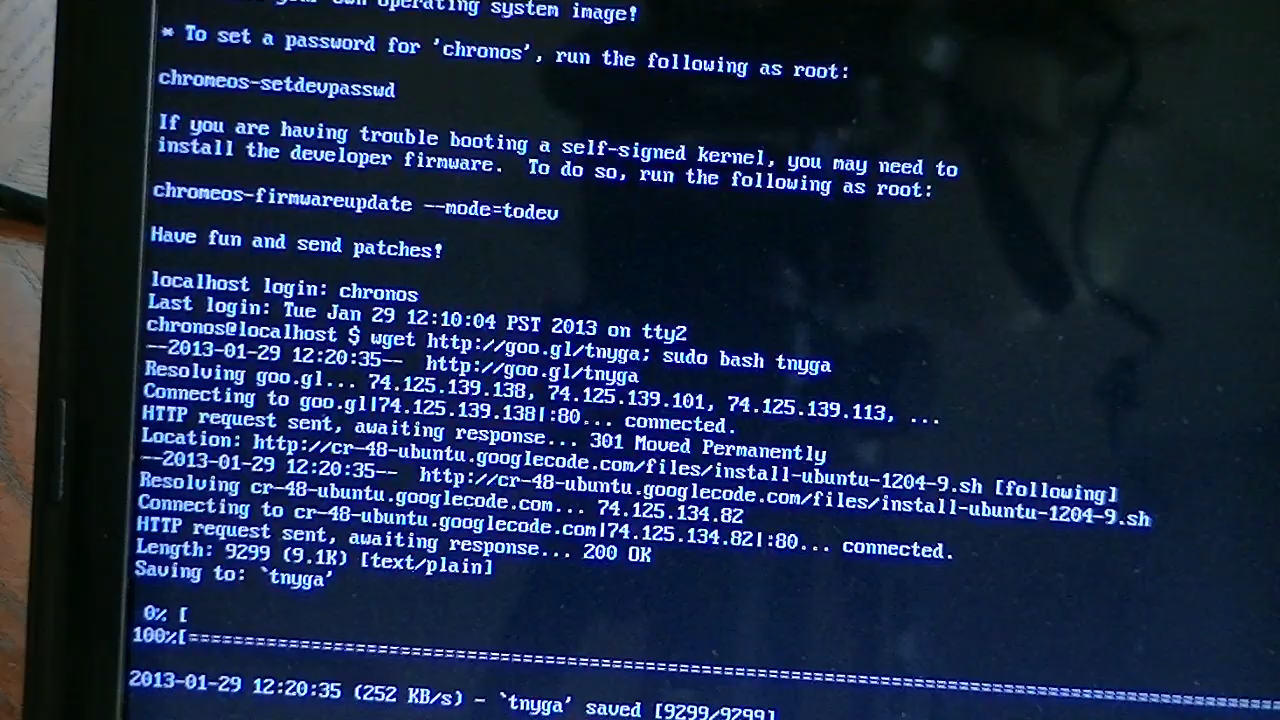 operating system image!
* To set a password for 'chronos', run the following as root:
chromeos-setdevpasswd
If you are having trouble booting a self-signed kernel, you may need to
install the developer firmware.  To do so, run the following as root:
chromeos-firmwareupdate --mode=todev
Have fun and send patches!
localhost login: chronos
Last login: Tue Jan 29 12:10:04 PST 2013 on tty2
chronos@localhost $ wget http://goo.gl/tnyga; sudo bash tnyga
--2013-01-29 12:20:35--  http://goo.gl/tnyga
Resolving goo.gl... 74.125.139.138, 74.125.139.101, 74.125.139.113, ...
Connecting to goo.gl|74.125.139.138|:80... connected.
HTTP request sent, awaiting response... 301 Moved Permanently
Location: http://cr-48-ubuntu.googlecode.com/files/install-ubuntu-1204-9.sh [following]
--2013-01-29 12:20:35--  http://cr-48-ubuntu.googlecode.com/files/install-ubuntu-1204-9.sh
Resolving cr-48-ubuntu.googlecode.com... 74.125.134.82
Connecting to cr-48-ubuntu.googlecode.com|74.125.134.82|:80... connected.
HTTP request sent, awaiting response... 200 OK
Length: 9299 (9.1K) [text/plain]
Saving to: `tnyga'
0% [
100%[======================================================================
2013-01-29 12:20:35 (252 KB/s) - `tnyga' saved [9299/9299]